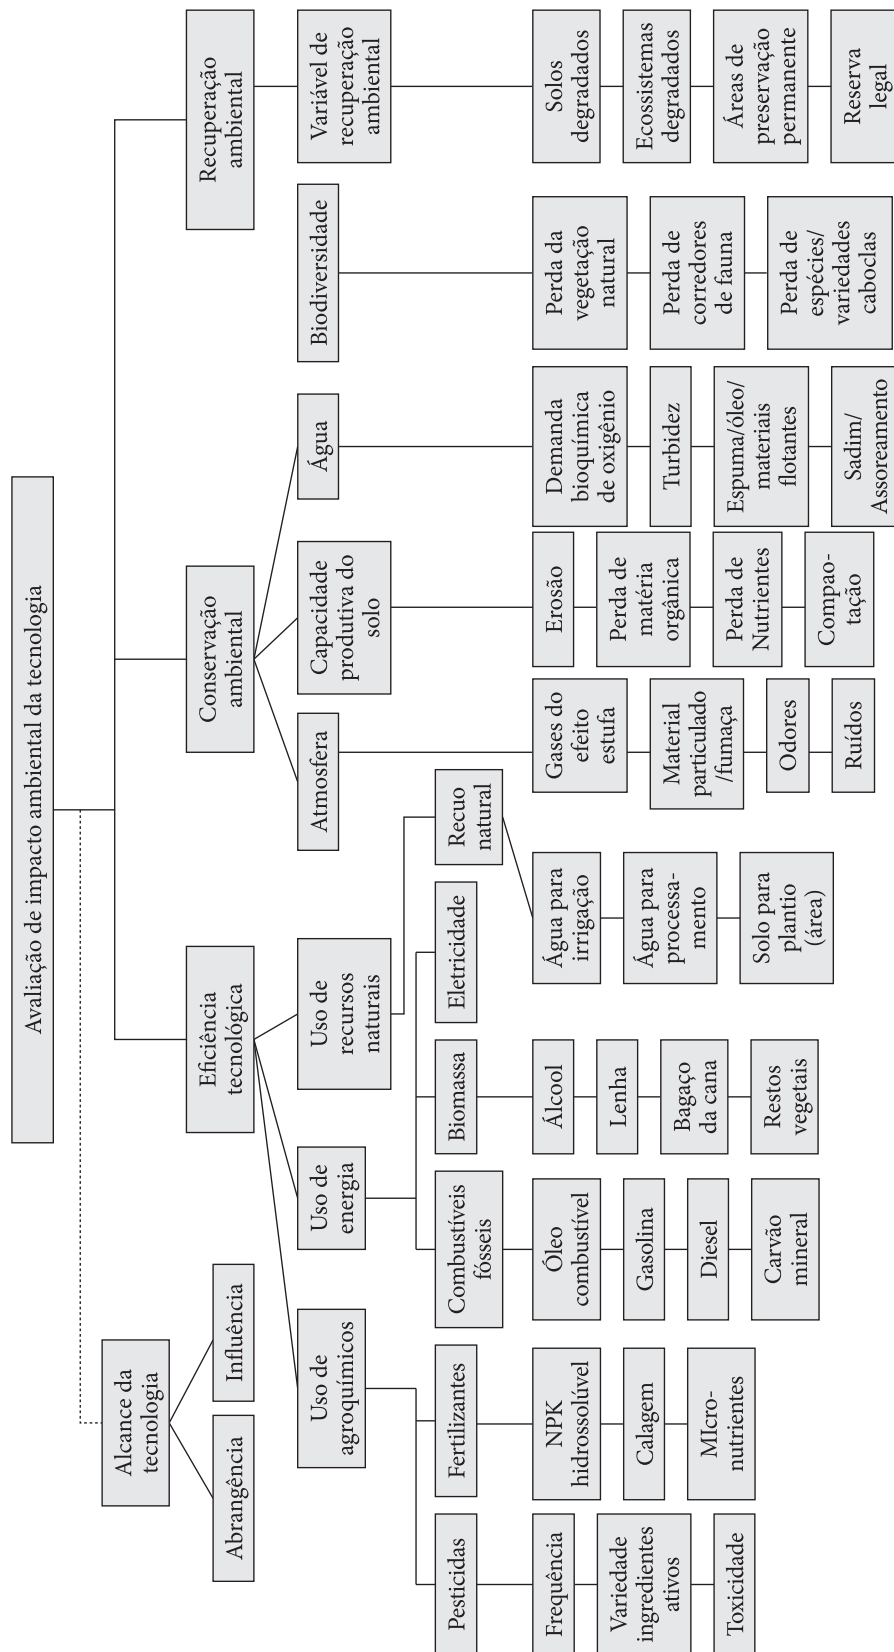 Avaliação de impacto ambiental da tecnologia
Alcance da
tecnologia
Abrangência
Influência
Eficiência
tecnológica
Conservação
ambiental
Recuperação
ambiental
Uso de
agroquímicos
Uso de
energia
Uso de
recursos
naturais
Atmosfera
Capacidade
produtiva do
solo
Água
Biodiversidade
Variável de
recuperação
ambiental
Pesticidas
Fertilizantes
Combustíveis
fósseis
Biomassa
Eletricidade
Recuo
natural
Frequência
Variedade
ingredientes
ativos
Toxicidade
NPK
hidrossolúvel
Calagem
MIcro-
nutrientes
Óleo
combustível
Gasolina
Diesel
Carvão
mineral
Álcool
Lenha
Bagaço
da cana
Restos
vegetais
Água para
irrigação
Água para
processa-
mento
Solo para
plantio
(área)
Gases do
efeito
estufa
Material
particulado
/fumaça
Odores
Ruídos
Erosão
Perda de
matéria
orgânica
Perda de
Nutrientes
Compao-
tação
Demanda
bioquímica
de oxigênio
Turbidez
Espuma/óleo/
materiais
flotantes
Sadim/
Assoreamento
Perda da
vegetação
natural
Perda de
corredores
de fauna
Perda de
espécies/
variedades
caboclas
Solos
degradados
Ecossistemas
degradados
Áreas de
preservação
permanente
Reserva
legal